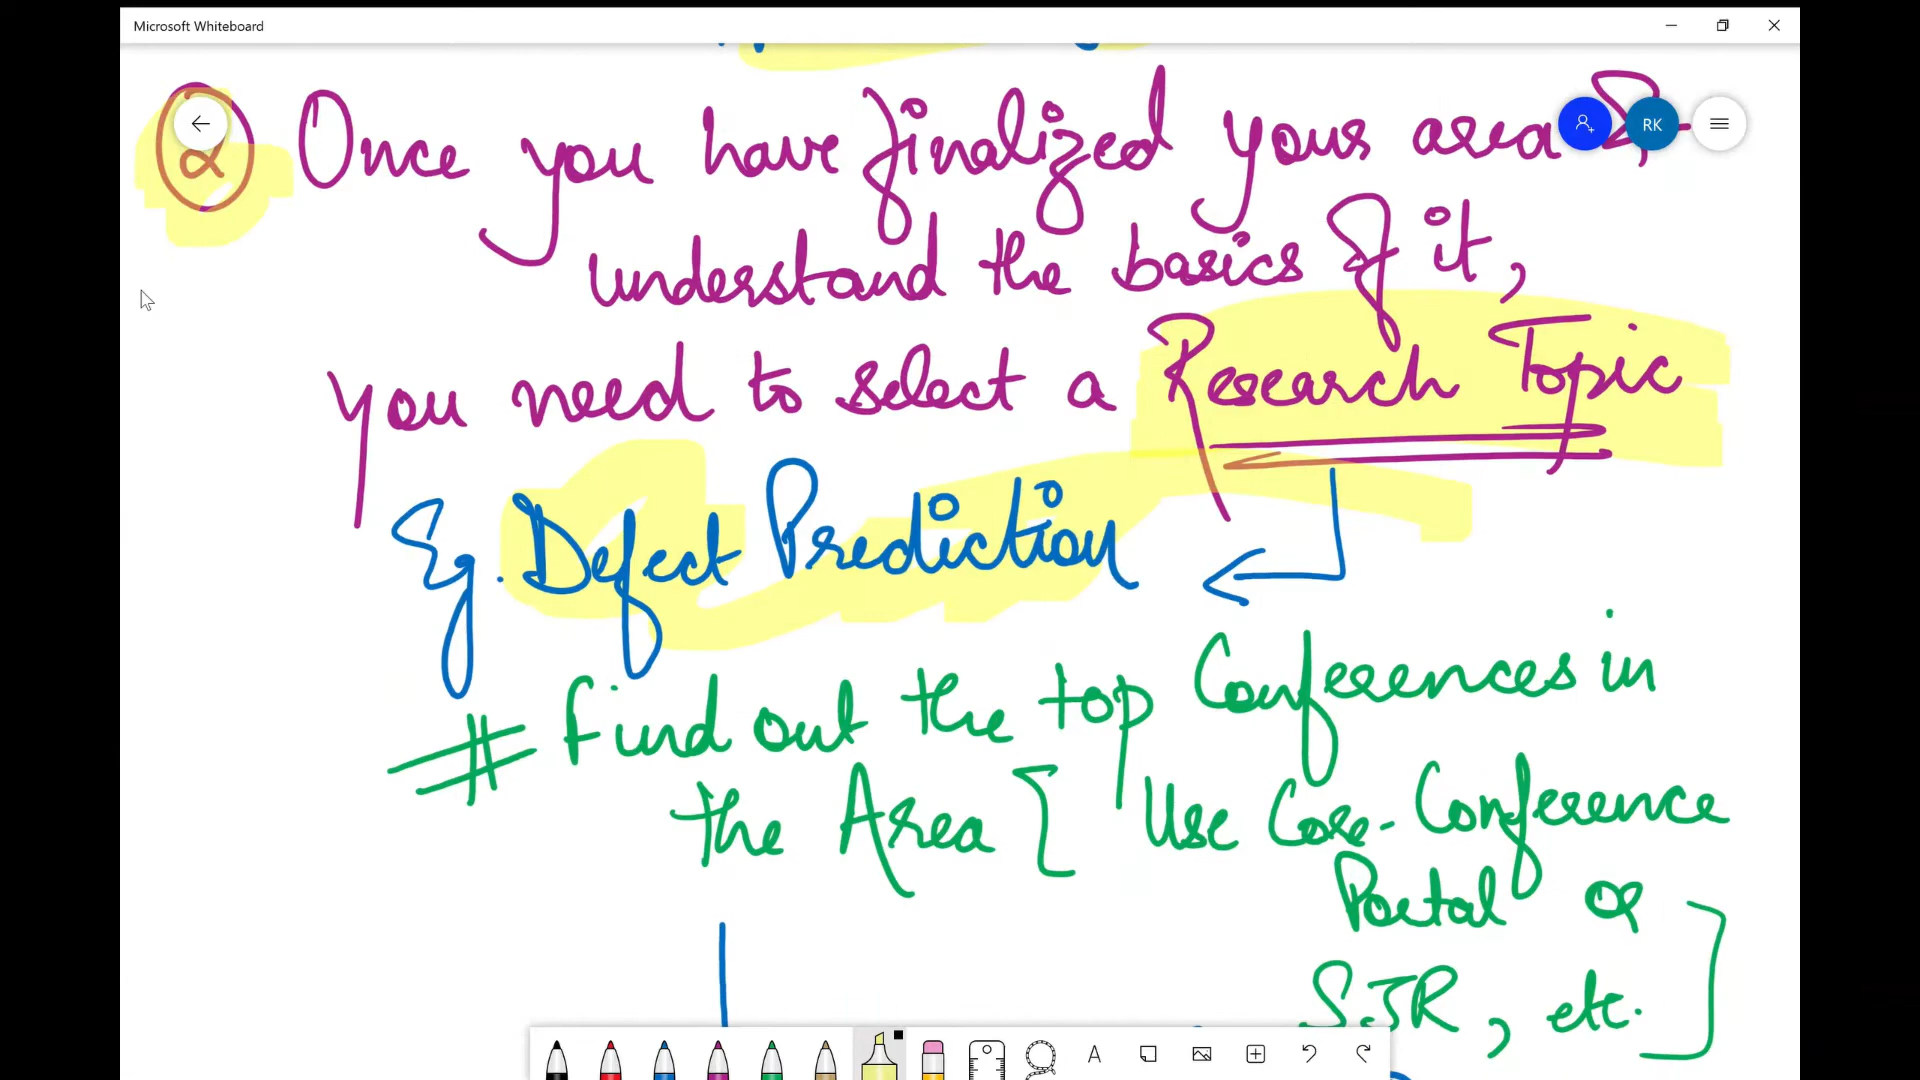 Microsoft Whiteboard
2 Once you have finalized your area &
RK
understand the basics of it,
you need to select a Research Topic
Eg. Defect Prediction
# Find out the top Conferences in
the Area [ Use Core-Conference
Portal or
SJR, etc. ]
A